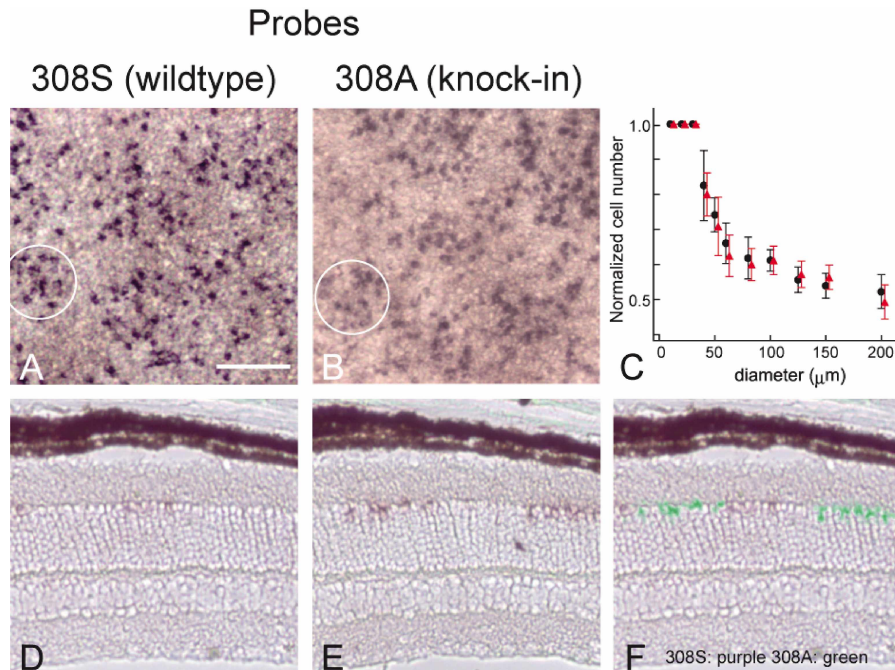 Probes
308S (wildtype)
308A (knock-in)
A
B
C
Normalized cell number
1.0
0.5
0
50
100
150
200
diameter (μm)
D
E
F
308S: purple 308A: green